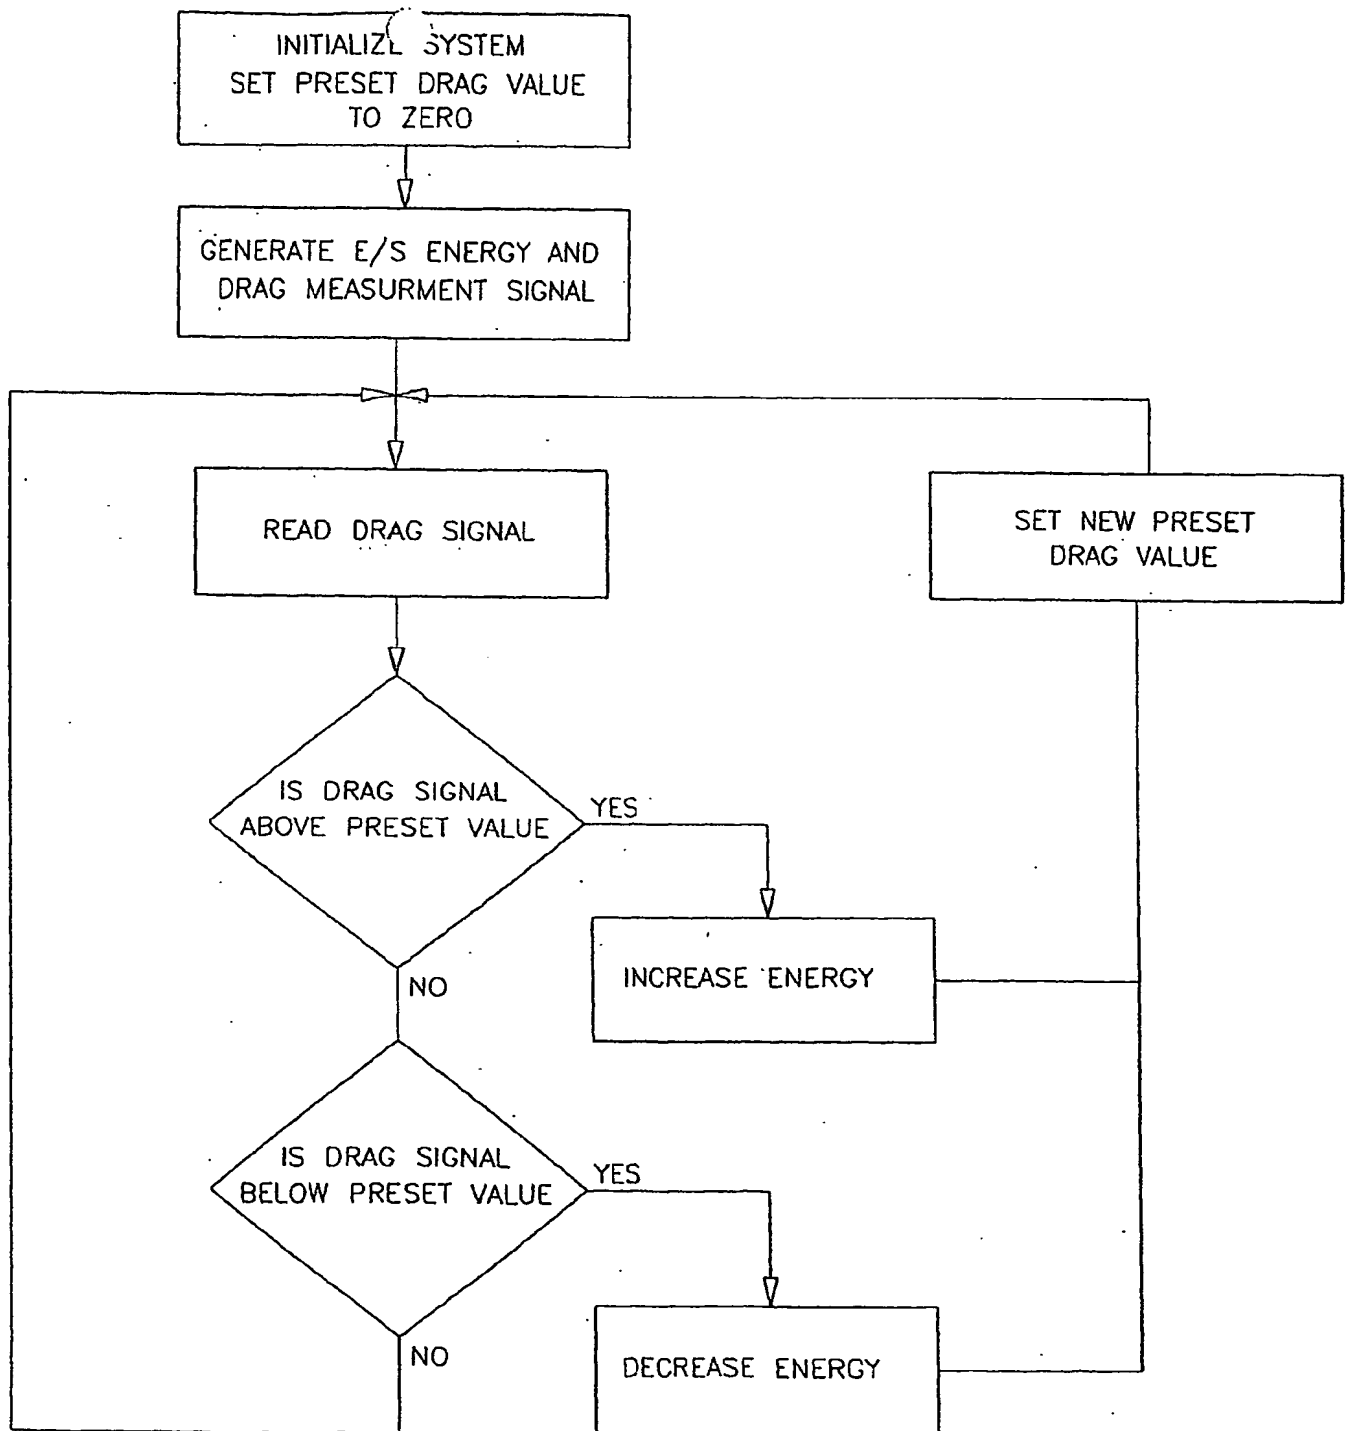 INITIALIZE SYSTEM
SET PRESET DRAG VALUE
TO ZERO
GENERATE E/S ENERGY AND
DRAG MEASURMENT SIGNAL
READ DRAG SIGNAL
SET NEW PRESET
DRAG VALUE
IS DRAG SIGNAL
ABOVE PRESET VALUE
YES
INCREASE ENERGY
NO
IS DRAG SIGNAL
BELOW PRESET VALUE
YES
DECREASE ENERGY
NO